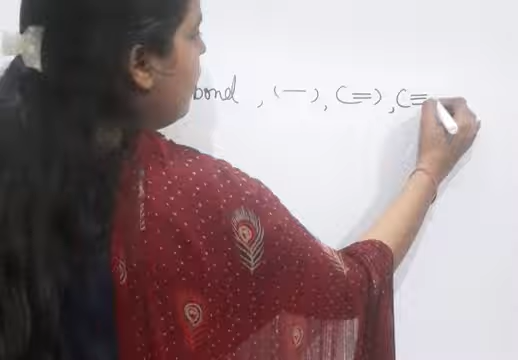 bond , (—), (=), (≡